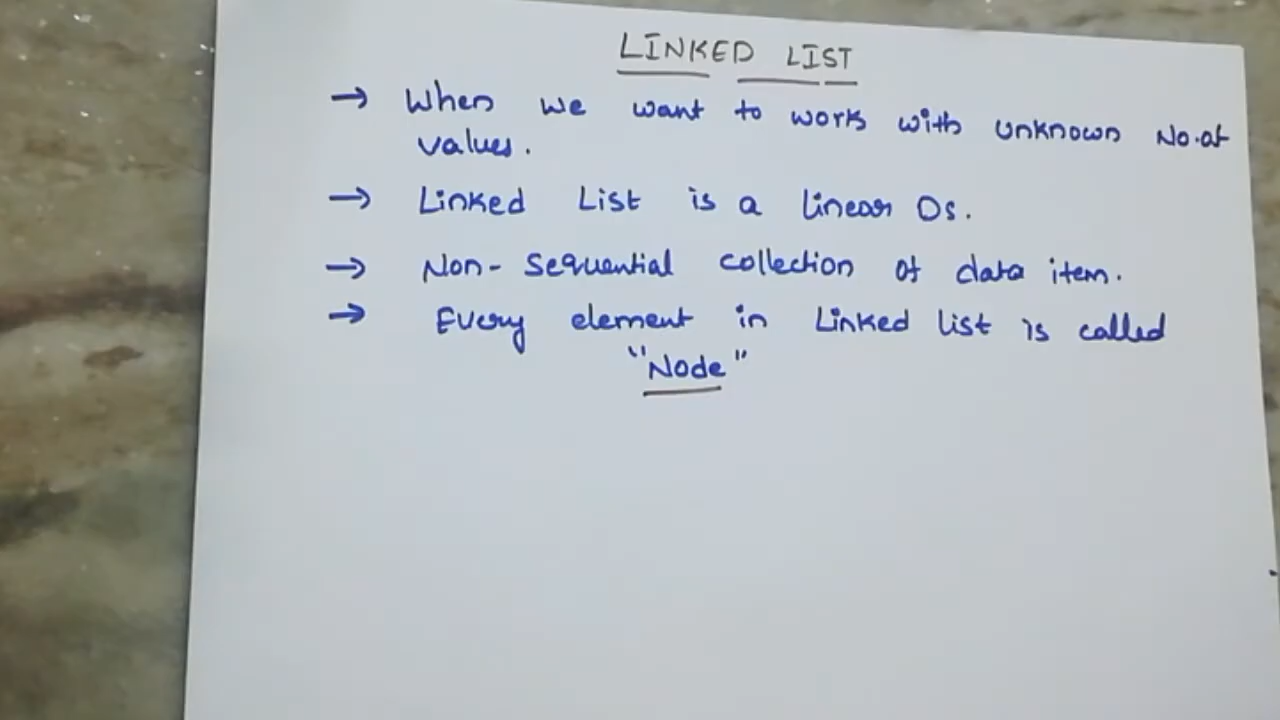 LINKED LIST
→ When we want to work with unknown No.of
values.
→ Linked List is a linear Ds.
→ Non-Sequential collection of data item.
→ Every element in Linked list is called
"Node"